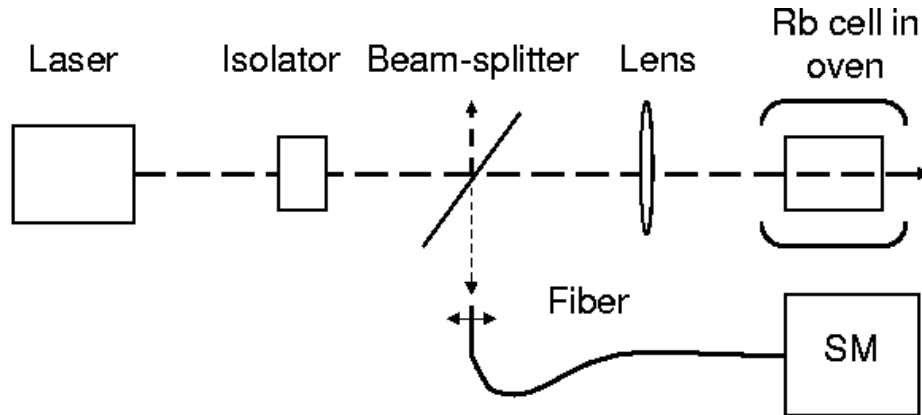 Laser
Isolator
Beam-splitter
Lens
Rb cell in
oven
Fiber
SM